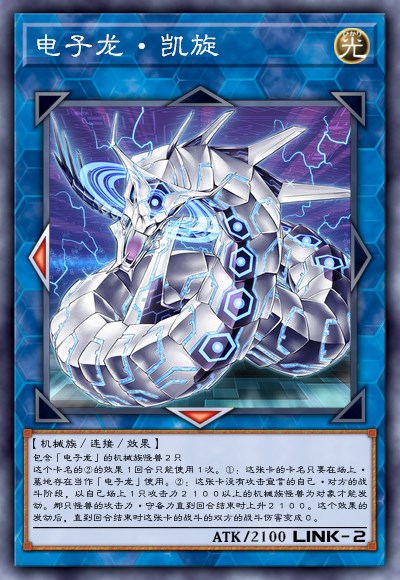 电子龙·凯旋
光
ひかり
【机械族／连接／效果】
包含「电子龙」的机械族怪兽２只
这个卡名的②的效果１回合只能使用１次。①：这张卡的卡名只要在场上·
墓地存在当作「电子龙」使用。②：这张卡没有攻击宣言的自己·对方的战
斗阶段，以自己场上１只攻击力２１００以上的机械族怪兽为对象才能发
动。那只怪兽的攻击力·守备力直到回合结束时上升２１００。这个效果的
发动后，直到回合结束时这张卡的战斗的双方的战斗伤害变成０。
ATK/2100 LINK-2